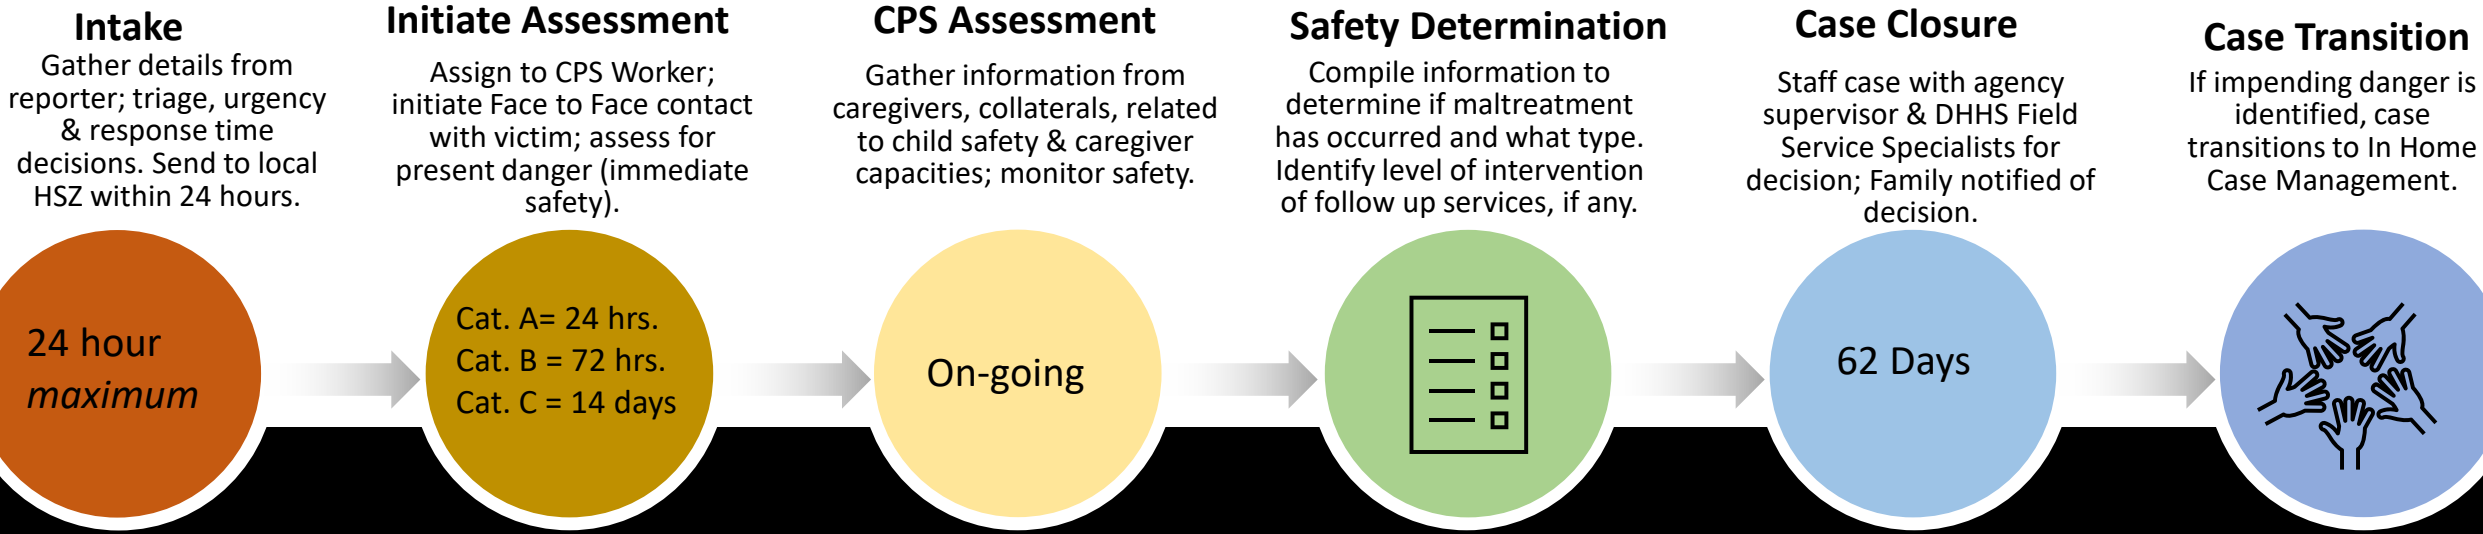 Intake
Gather details from
reporter; triage, urgency
& response time
decisions. Send to local
HSZ within 24 hours.
24 hour
maximum
Initiate Assessment
Assign to CPS Worker;
initiate Face to Face contact
with victim; assess for
present danger (immediate
safety).
Cat. A= 24 hrs.
Cat. B = 72 hrs.
Cat. C = 14 days
CPS Assessment
Gather information from
caregivers, collaterals, related
to child safety & caregiver
capacities; monitor safety.
On-going
Safety Determination
Compile information to
determine if maltreatment
has occurred and what type.
Identify level of intervention
of follow up services, if any.
Case Closure
Staff case with agency
supervisor & DHHS Field
Service Specialists for
decision; Family notified of
decision.
62 Days
Case Transition
If impending danger is
identified, case
transitions to In Home
Case Management.